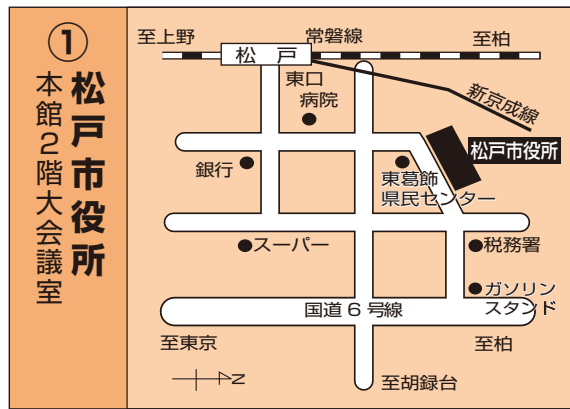 ①
松戸市役所
本館2階大会議室
至上野
常磐線
至柏
松戸
東口
病院
新京成線
松戸市役所
銀行
東葛飾
県民センター
スーパー
税務署
ガソリン
スタンド
国道6号線
至東京
至柏
N
至胡録台